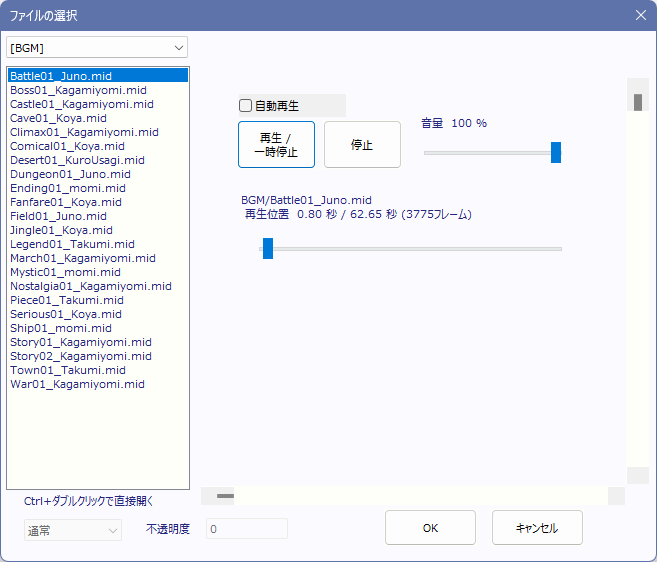 ファイルの選択
[BGM]
Battle01_Juno.mid
Boss01_Kagamiyomi.mid
Castle01_Kagamiyomi.mid
Cave01_Koya.mid
Climax01_Kagamiyomi.mid
Comical01_Koya.mid
Desert01_KuroUsagi.mid
Dungeon01_Juno.mid
Ending01_momi.mid
Fanfare01_Koya.mid
Field01_Juno.mid
Jingle01_Koya.mid
Legend01_Takumi.mid
March01_Kagamiyomi.mid
Mystic01_momi.mid
Nostalgia01_Kagamiyomi.mid
Piece01_Takumi.mid
Serious01_Koya.mid
Ship01_momi.mid
Story01_Kagamiyomi.mid
Story02_Kagamiyomi.mid
Town01_Takumi.mid
War01_Kagamiyomi.mid
自動再生
再生 /
一時停止
停止
音量 100 %
BGM/Battle01_Juno.mid
再生位置 0.80 秒 / 62.65 秒 (3775フレーム)
Ctrl+ダブルクリックで直接開く
通常
不透明度
0
OK
キャンセル